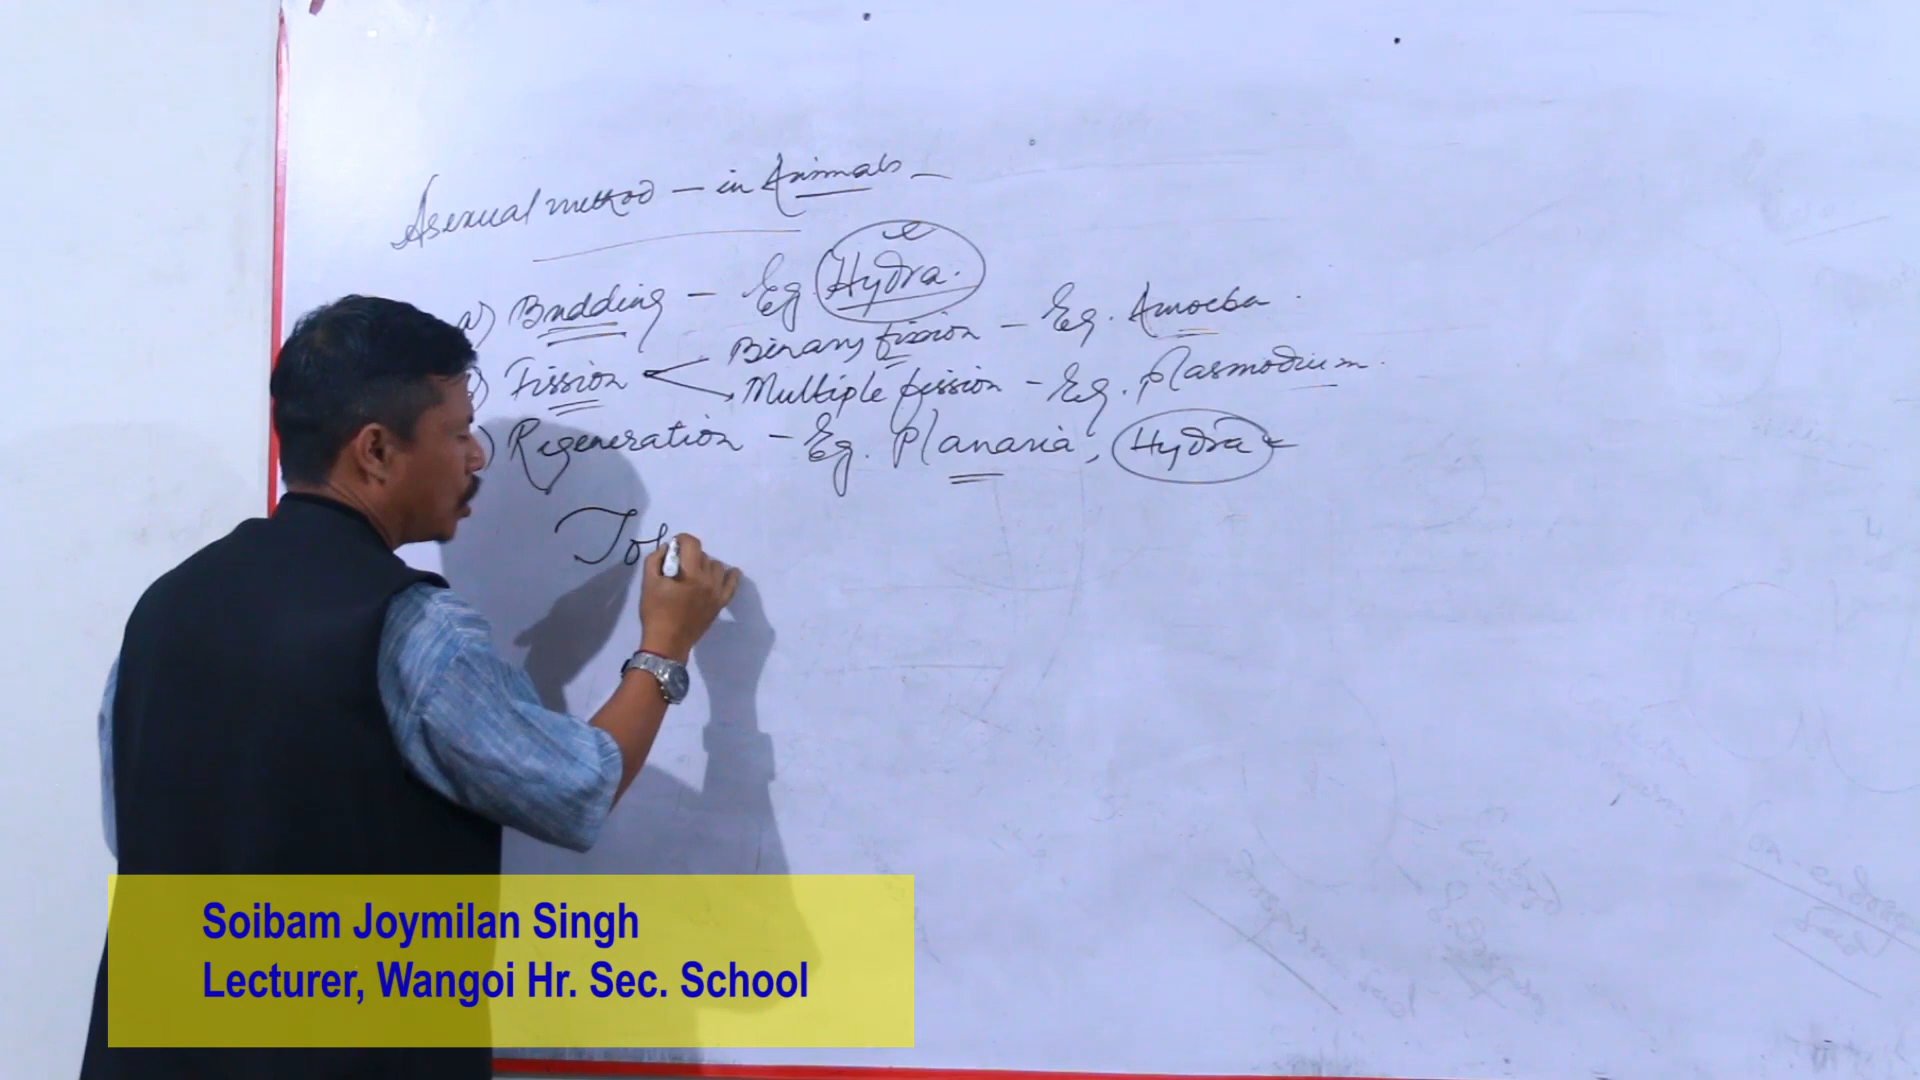 Asexual method – in Animals –
a) Budding – Eg. Hydra.
b) Fission
Binary fission – Eg. Amoeba.
Multiple fission – Eg. Plasmodium.
) Regeneration – Eg. Planaria, Hydra
Soibam Joymilan Singh
Lecturer, Wangoi Hr. Sec. School